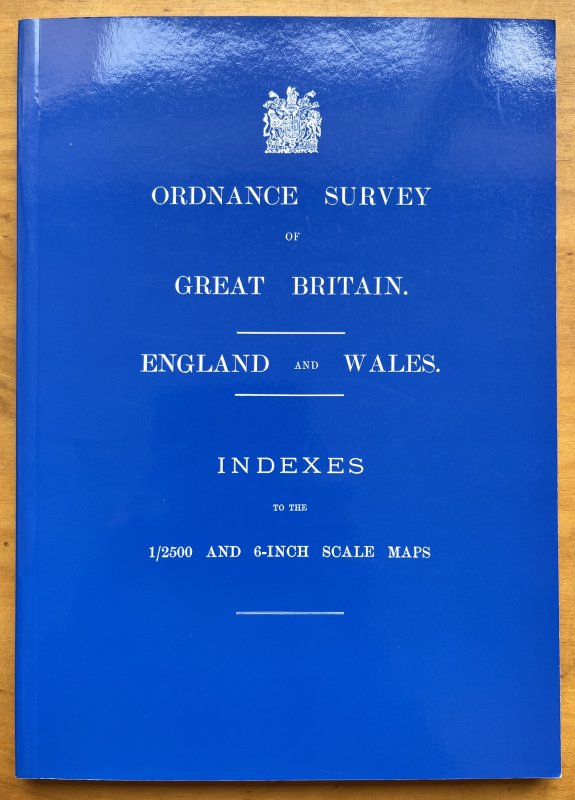 ORDNANCE SURVEY
OF
GREAT BRITAIN.
ENGLAND AND WALES.
INDEXES
TO THE
1/2500 AND 6-INCH SCALE MAPS